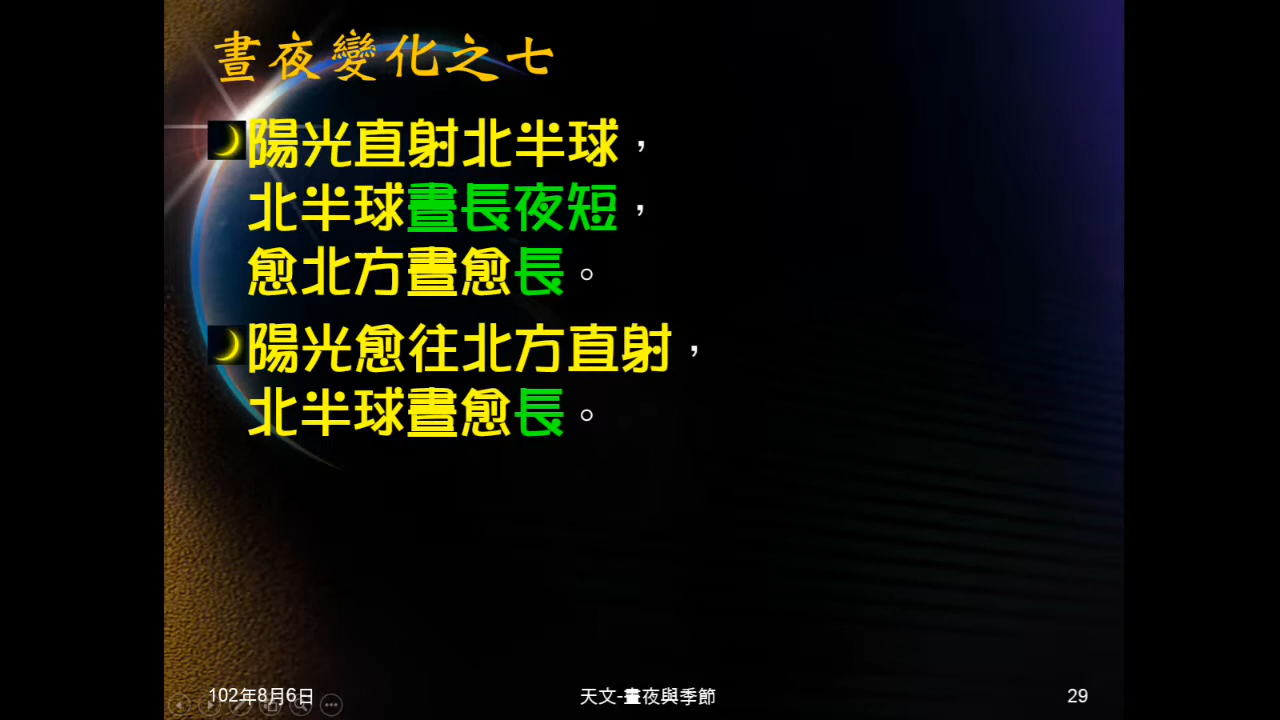 晝夜變化之七
陽光直射北半球，
北半球晝長夜短，
愈北方晝愈長。
陽光愈往北方直射，
北半球晝愈長。
102年8月6日
天文-晝夜與季節
29